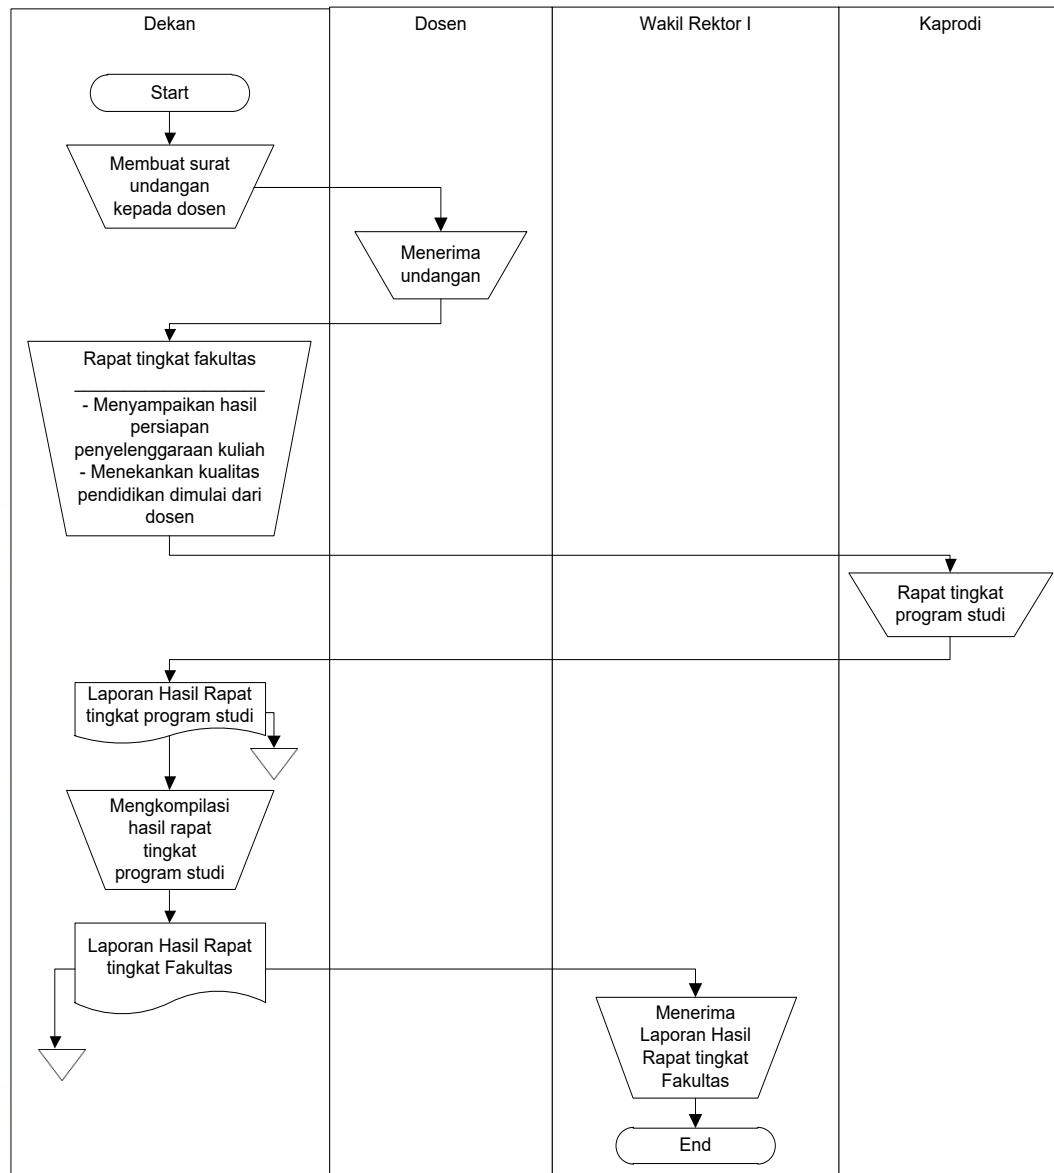 Dekan
Dosen
Wakil Rektor I
Kaprodi
Start
Membuat surat
undangan
kepada dosen
Menerima
undangan
Rapat tingkat fakultas
- Menyampaikan hasil
persiapan
penyelenggaraan kuliah
- Menekankan kualitas
pendidikan dimulai dari
dosen
Rapat tingkat
program studi
Laporan Hasil Rapat
tingkat program studi
Mengkompilasi
hasil rapat
tingkat
program studi
Laporan Hasil Rapat
tingkat Fakultas
Menerima
Laporan Hasil
Rapat tingkat
Fakultas
End